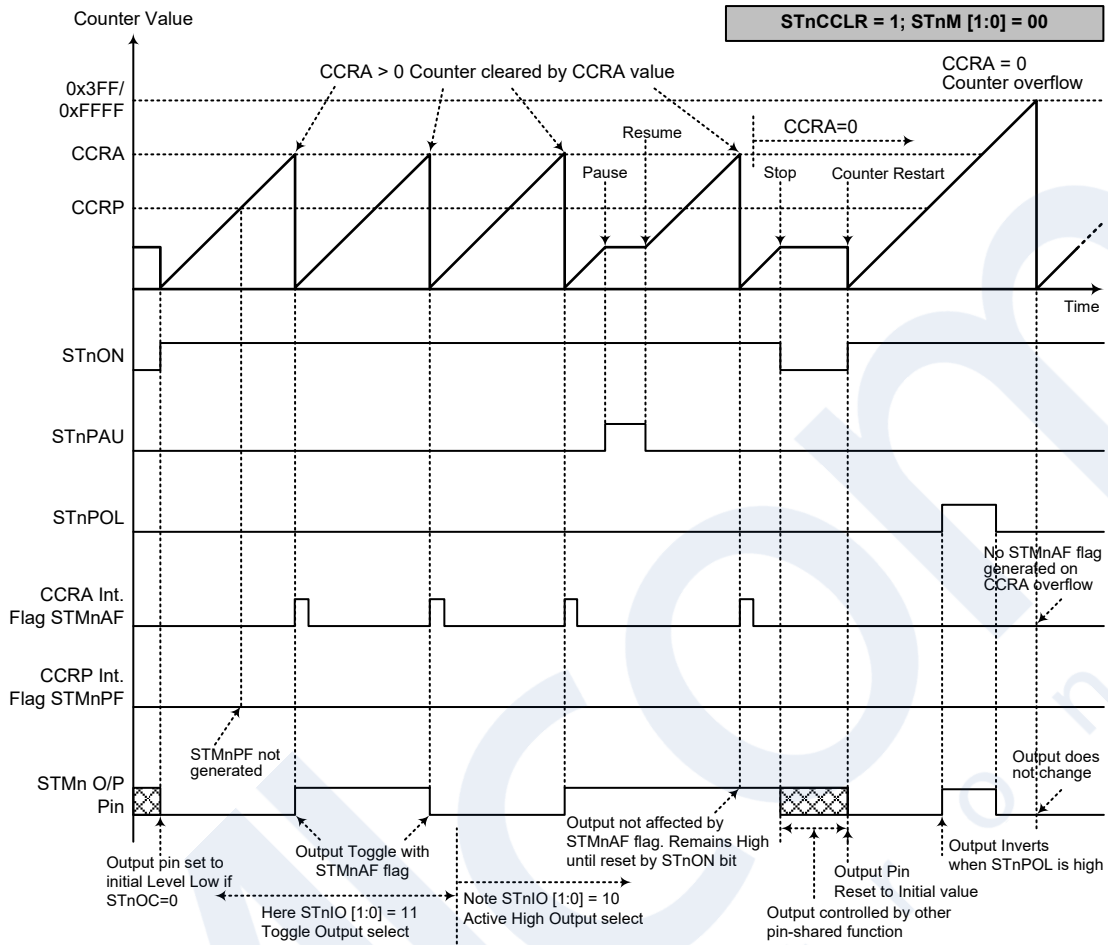 Counter Value
STnCCLR = 1; STnM [1:0] = 00
CCRA > 0 Counter cleared by CCRA value
CCRA = 0
Counter overflow
0x3FF/
0xFFFF
Resume
CCRA=0
CCRA
Pause
Stop
Counter Restart
CCRP
Time
STnON
STnPAU
STnPOL
No STMnAF flag
generated on
CCRA overflow
CCRA Int.
Flag STMnAF
CCRP Int.
Flag STMnPF
STMnPF not
generated
Output does
not change
STMn O/P
Pin
Output pin set to
initial Level Low if
STnOC=0
Output Toggle with
STMnAF flag
Output not affected by
STMnAF flag. Remains High
until reset by STnON bit
Output Inverts
when STnPOL is high
Output Pin
Reset to Initial value
Here STnIO [1:0] = 11
Toggle Output select
Note STnIO [1:0] = 10
Active High Output select
Output controlled by other
pin-shared function